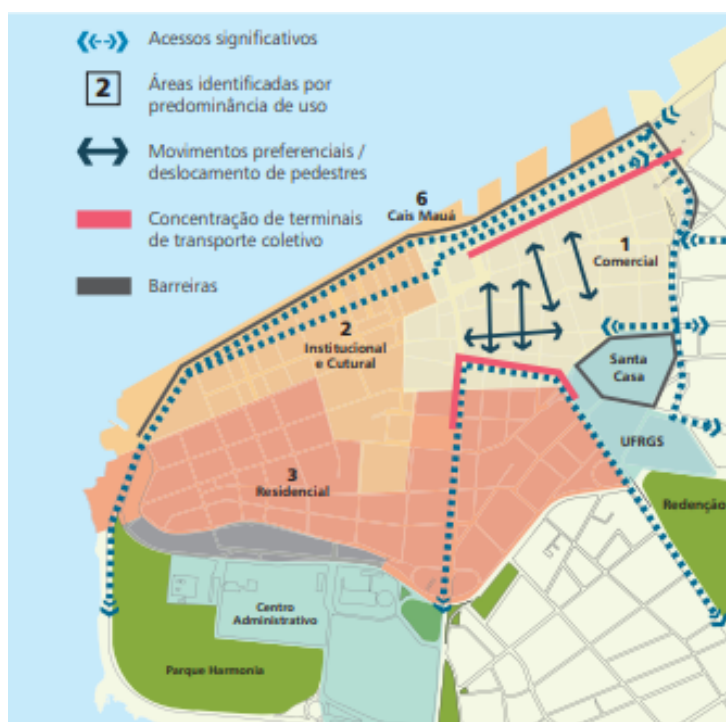 Acessos significativos
2
Áreas identificadas por
predominância de uso
Movimentos preferenciais /
deslocamento de pedestres
Concentração de terminais
de transporte coletivo
Barreiras
6
Cais Mauá
1
Comercial
2
Institucional
e Cutural
Santa
Casa
UFRGS
3
Residencial
Redenção
Centro
Administrativo
Parque Harmonia